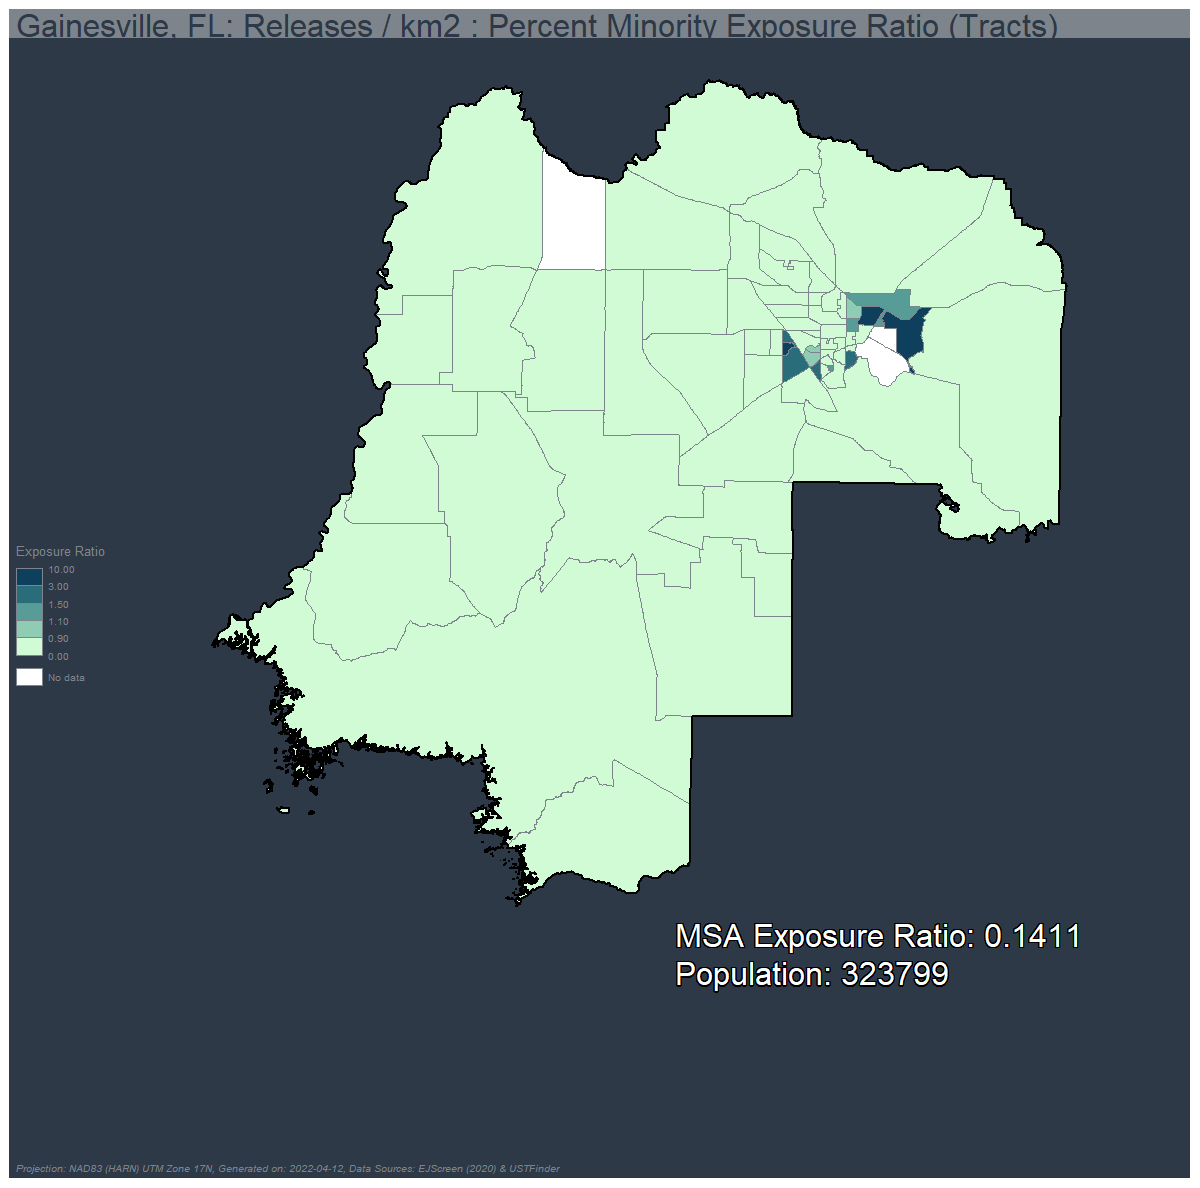 Gainesville, FL: Releases / km2 : Percent Minority Exposure Ratio (Tracts)
Exposure Ratio
10.00
3.00
1.50
1.10
0.90
0.00
No data
MSA Exposure Ratio: 0.1411
Population: 323799
Projection: NAD83 (HARN) UTM Zone 17N, Generated on: 2022-04-12, Data Sources: EJScreen (2020) & USTFinder